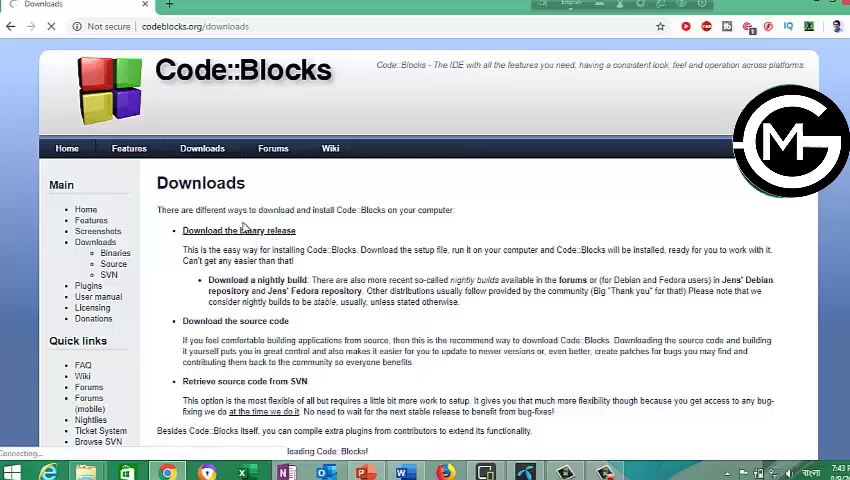 Downloads
English
Not secure
codeblocks.org/downloads
Code::Blocks
Code::Blocks - The IDE with all the features you need, having a consistent look, feel and operation across platforms.
Home
Features
Downloads
Forums
Wiki
Main
Home
Features
Screenshots
Downloads
Binaries
Source
SVN
Plugins
User manual
Licensing
Donations
Quick links
FAQ
Wiki
Forums
Forums
(mobile)
Nightlies
Ticket System
Browse SVN
Downloads
There are different ways to download and install Code::Blocks on your computer:
Download the binary release
This is the easy way for installing Code::Blocks. Download the setup file, run it on your computer and Code::Blocks will be installed, ready for you to work with it.
Can't get any easier than that!
Download a nightly build: There are also more recent so-called nightly builds available in the forums or (for Debian and Fedora users) in Jens' Debian
repository and Jens' Fedora repository. Other distributions usually follow provided by the community (Big "Thank you" for that!) Please note that we
consider nightly builds to be stable, usually, unless stated otherwise.
Download the source code
If you feel comfortable building applications from source, then this is the recommend way to download Code::Blocks. Downloading the source code and building
it yourself puts you in great control and also makes it easier for you to update to newer versions or, even better, create patches for bugs you may find and
contributing them back to the community so everyone benefits.
Retrieve source code from SVN
This option is the most flexible of all but requires a little bit more work to setup. It gives you that much more flexibility though because you get access to any bug-
fixing we do at the time we do it. No need to wait for the next stable release to benefit from bug-fixes!
Besides Code::Blocks itself, you can compile extra plugins from contributors to extend its functionality.
loading Code::Blocks!
Connecting...
বাংলা
7:43 P